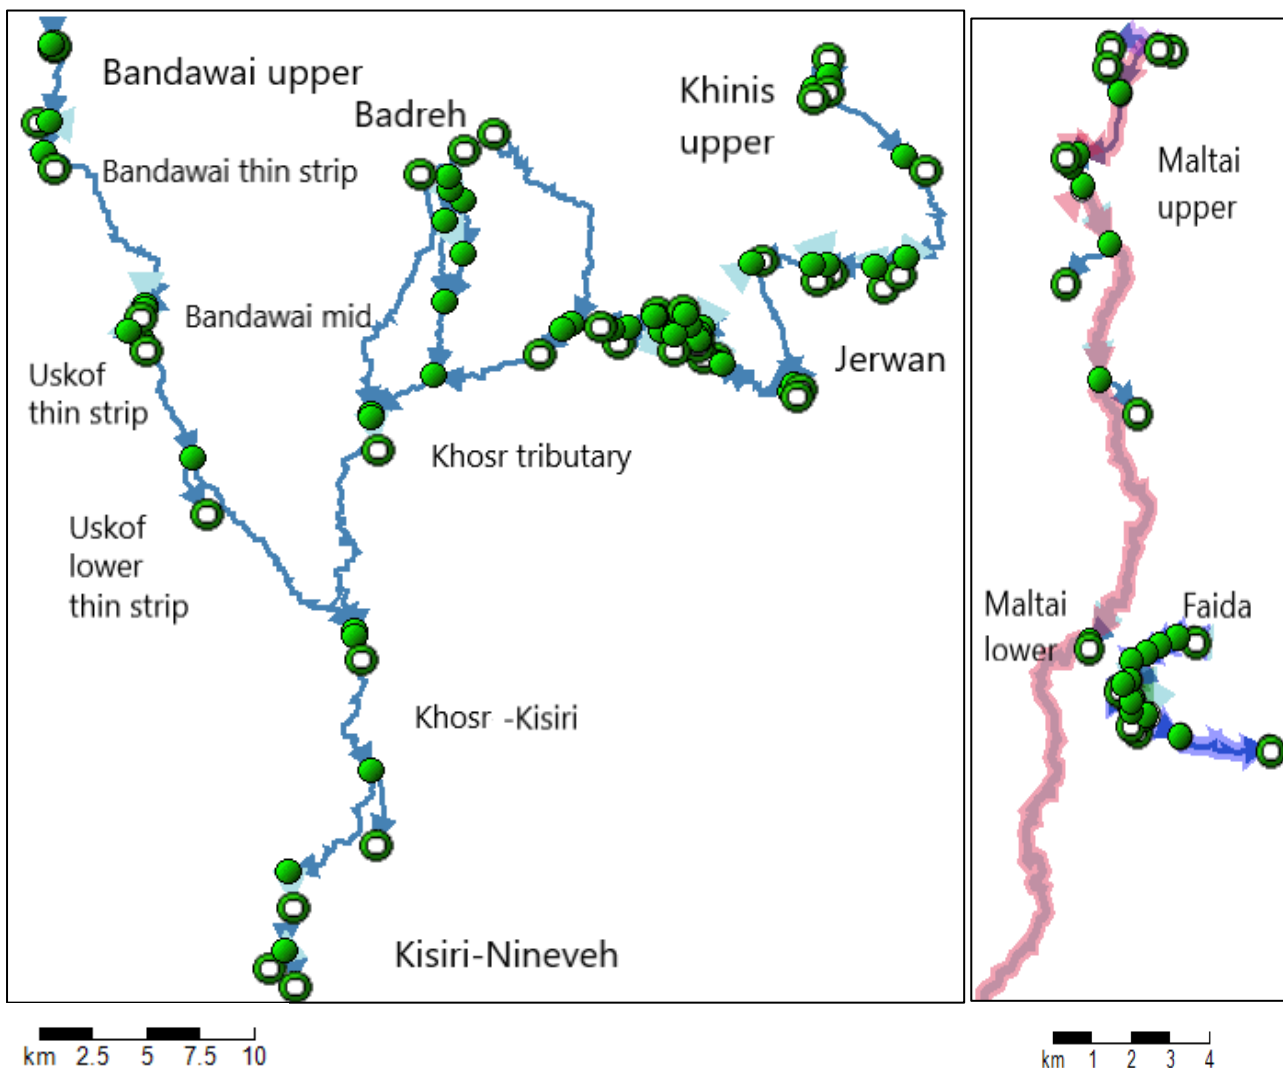 Bandawai upper
Badreh
Khinis
upper
Bandawai thin strip
Bandawai mid
Uskof
thin strip
Jerwan
Khosr tributary
Uskof
lower
thin strip
Khosr -Kisiri
Kisiri-Nineveh
km 2.5 5 7.5 10
Maltai
upper
Maltai
lower
Faida
km 1 2 3 4